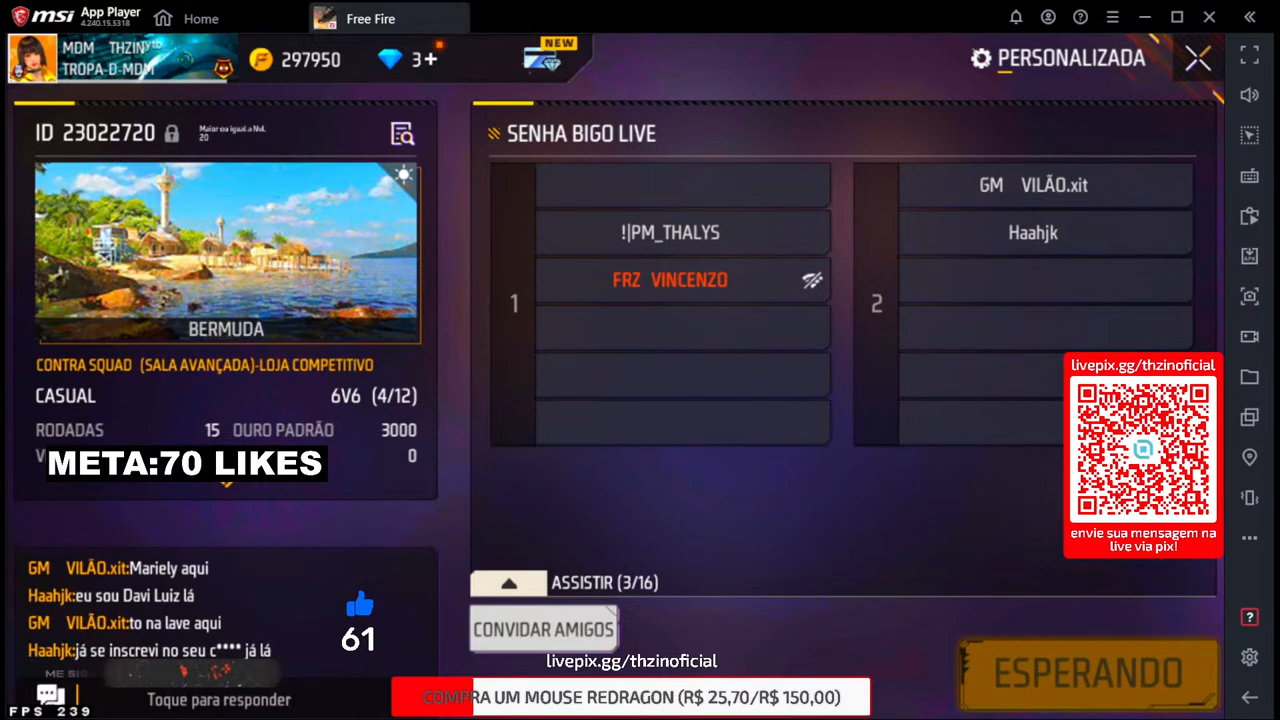 msi App Player
4.240.15.5318
Home
Free Fire
MDM THZIN
TROPA-D-MDM
297950
3+
NEW
PERSONALIZADA
ID 23022720
Maior ou igual a Nvl.
20
BERMUDA
CONTRA SQUAD (SALA AVANÇADA)-LOJA COMPETITIVO
CASUAL 6V6 (4/12)
RODADAS 15 OURO PADRÃO 3000
0
META:70 LIKES
GM VILÃO.xit:Mariely aqui
Haahjk:eu sou Davi Luiz lá
GM VILÃO.xit:to na lave aqui
Haahjk:já se inscrevi no seu c**** já lá
61
Toque para responder
FPS 239
SENHA BIGO LIVE
1
!||PM_THALYS
FRZ VINCENZO
2
GM VILÃO.xit
Haahjk
livepix.gg/thzinoficial
envie sua mensagem na
live via pix!
ASSISTIR (3/16)
CONVIDAR AMIGOS
livepix.gg/thzinoficial
ESPERANDO
COMPRA UM MOUSE REDRAGON (R$ 25,70/R$ 150,00)